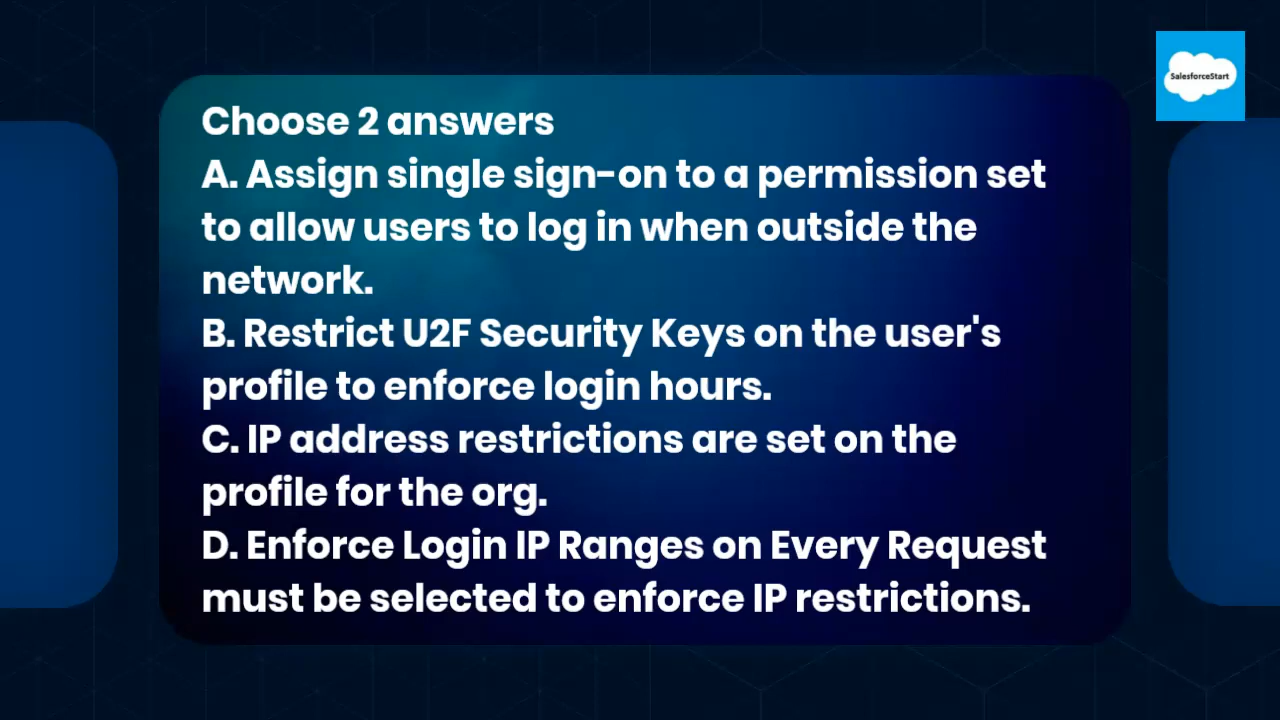 SalesforceStart
Choose 2 answers
A. Assign single sign-on to a permission set
to allow users to log in when outside the
network.
B. Restrict U2F Security Keys on the user's
profile to enforce login hours.
C. IP address restrictions are set on the
profile for the org.
D. Enforce Login IP Ranges on Every Request
must be selected to enforce IP restrictions.